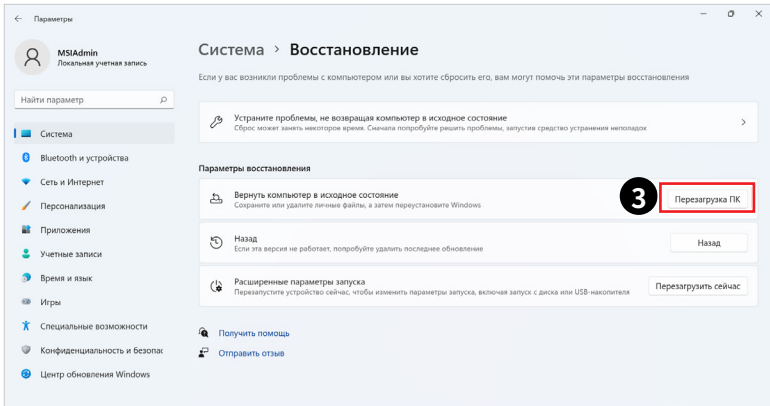 Параметры
MSIAdmin
Локальная учетная запись
Найти параметр
Система
Bluetooth и устройства
Сеть и Интернет
Персонализация
Приложения
Учетные записи
Время и язык
Игры
Специальные возможности
Конфиденциальность и безопас
Центр обновления Windows
Система > Восстановление
Если у вас возникли проблемы с компьютером или вы хотите сбросить его, вам могут помочь эти параметры восстановления
Устраните проблемы, не возвращая компьютер в исходное состояние
Сброс может занять некоторое время. Сначала попробуйте решить проблемы, запустив средство устранения неполадок
Параметры восстановления
Вернуть компьютер в исходное состояние
Сохраните или удалите личные файлы, а затем переустановите Windows
3
Перезагрузка ПК
Назад
Если эта версия не работает, попробуйте удалить последнее обновление
Назад
Расширенные параметры запуска
Перезапустите устройство сейчас, чтобы изменить параметры запуска, включая запуск с диска или USB-накопителя
Перезагрузить сейчас
Получить помощь
Отправить отзыв